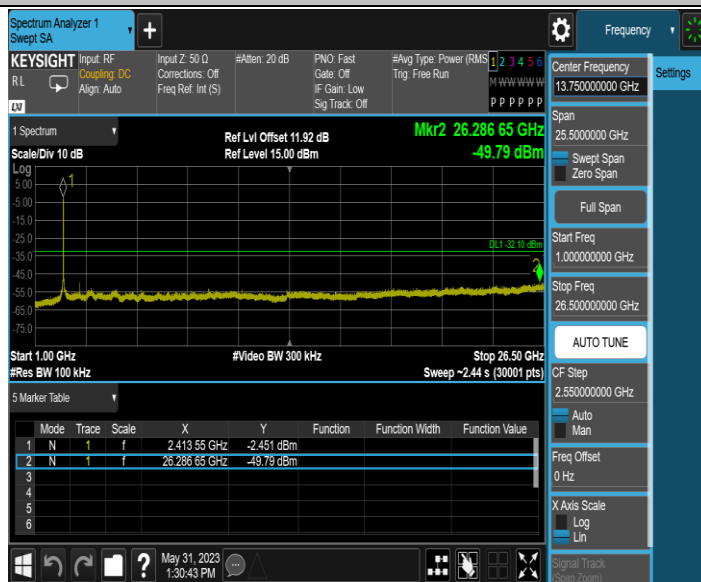 Spectrum Analyzer 1
Swept SA
+
Frequency
KEYSIGHT
R L
LXI
Input: RF
Coupling: DC
Align: Auto
Input Z: 50 Ω
Corrections: Off
Freq Ref: Int (S)
#Atten: 20 dB
PNO: Fast
Gate: Off
IF Gain: Low
Sig Track: Off
#Avg Type: Power (RMS
Trig: Free Run
1 2 3 4 5 6
M W W W W W
P P P P P P
1 Spectrum
Scale/Div 10 dB
Ref Lvl Offset 11.92 dB
Ref Level 15.00 dBm
Mkr2 26.286 65 GHz
-49.79 dBm
Log
5.00
-5.00
-15.0
-25.0
-35.0
-45.0
-55.0
-65.0
-75.0
1
DL1 -32.10 dBm
2
Start 1.00 GHz
#Res BW 100 kHz
#Video BW 300 kHz
Stop 26.50 GHz
Sweep ~2.44 s (30001 pts)
5 Marker Table
Mode Trace Scale X Y Function Function Width Function Value
1 N 1 f 2.413 55 GHz -2.451 dBm
2 N 1 f 26.286 65 GHz -49.79 dBm
3
4
5
6
?
May 31, 2023
1:30:43 PM
Center Frequency
13.750000000 GHz
Settings
Span
25.5000000 GHz
Swept Span
Zero Span
Full Span
Start Freq
1.000000000 GHz
Stop Freq
26.500000000 GHz
AUTO TUNE
CF Step
2.550000000 GHz
Auto
Man
Freq Offset
0 Hz
X Axis Scale
Log
Lin
Signal Track
(Span Zoom)